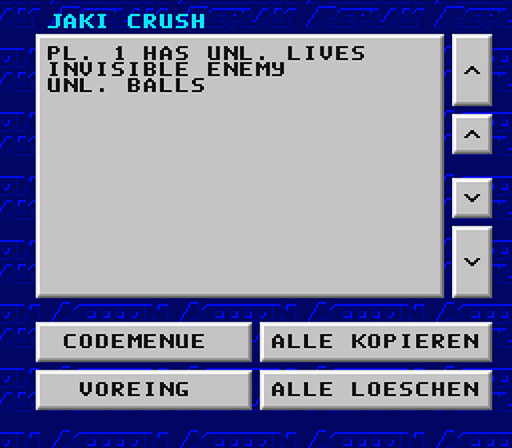 JAKI CRUSH
PL. 1 HAS UNL. LIVES
INVISIBLE ENEMY
UNL. BALLS
CODEMENUE
ALLE KOPIEREN
VOREING
ALLE LOESCHEN